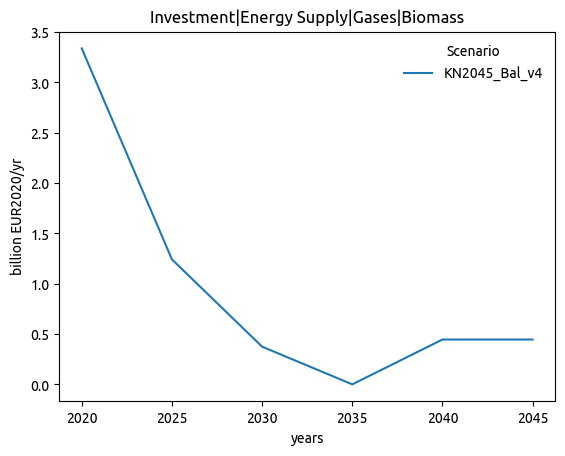 Investment|Energy Supply|Gases|Biomass
Scenario
KN2045_Bal_v4
billion EUR2020/yr
3.5
3.0
2.5
2.0
1.5
1.0
0.5
0.0
2020 2025 2030 2035 2040 2045
years